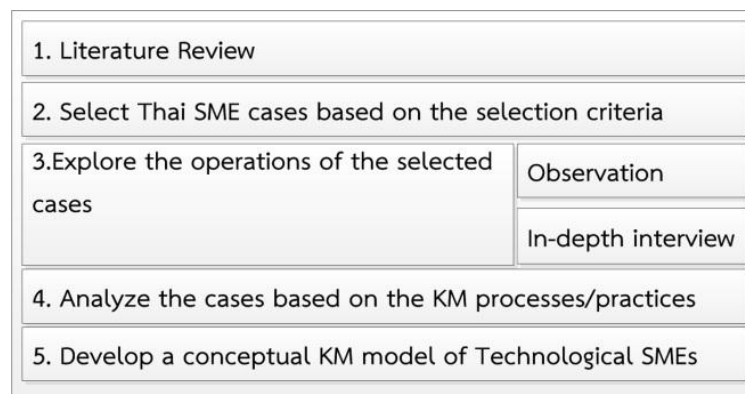 1. Literature Review
2. Select Thai SME cases based on the selection criteria
3.Explore the operations of the selected
cases
Observation
In-depth interview
4. Analyze the cases based on the KM processes/practices
5. Develop a conceptual KM model of Technological SMEs